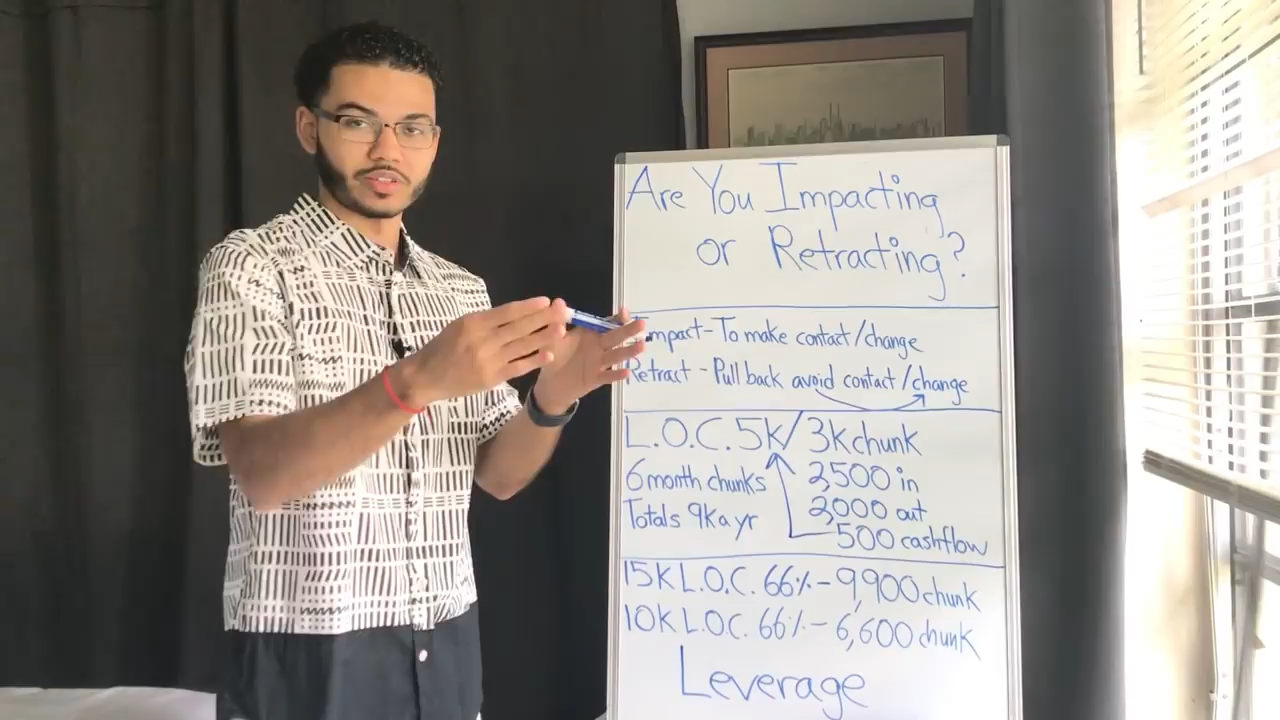 Are You Impacting
or Retracting?
Impact - To make contact/change
Retract - Pull back avoid contact/change
L.O.C. 5K/3K chunk
6 month chunks
Totals 9K a yr
2,500 in
2,000 out
500 cashflow
15K L.O.C. 66% - 9,900 chunk
10K L.O.C. 66% - 6,600 chunk
Leverage